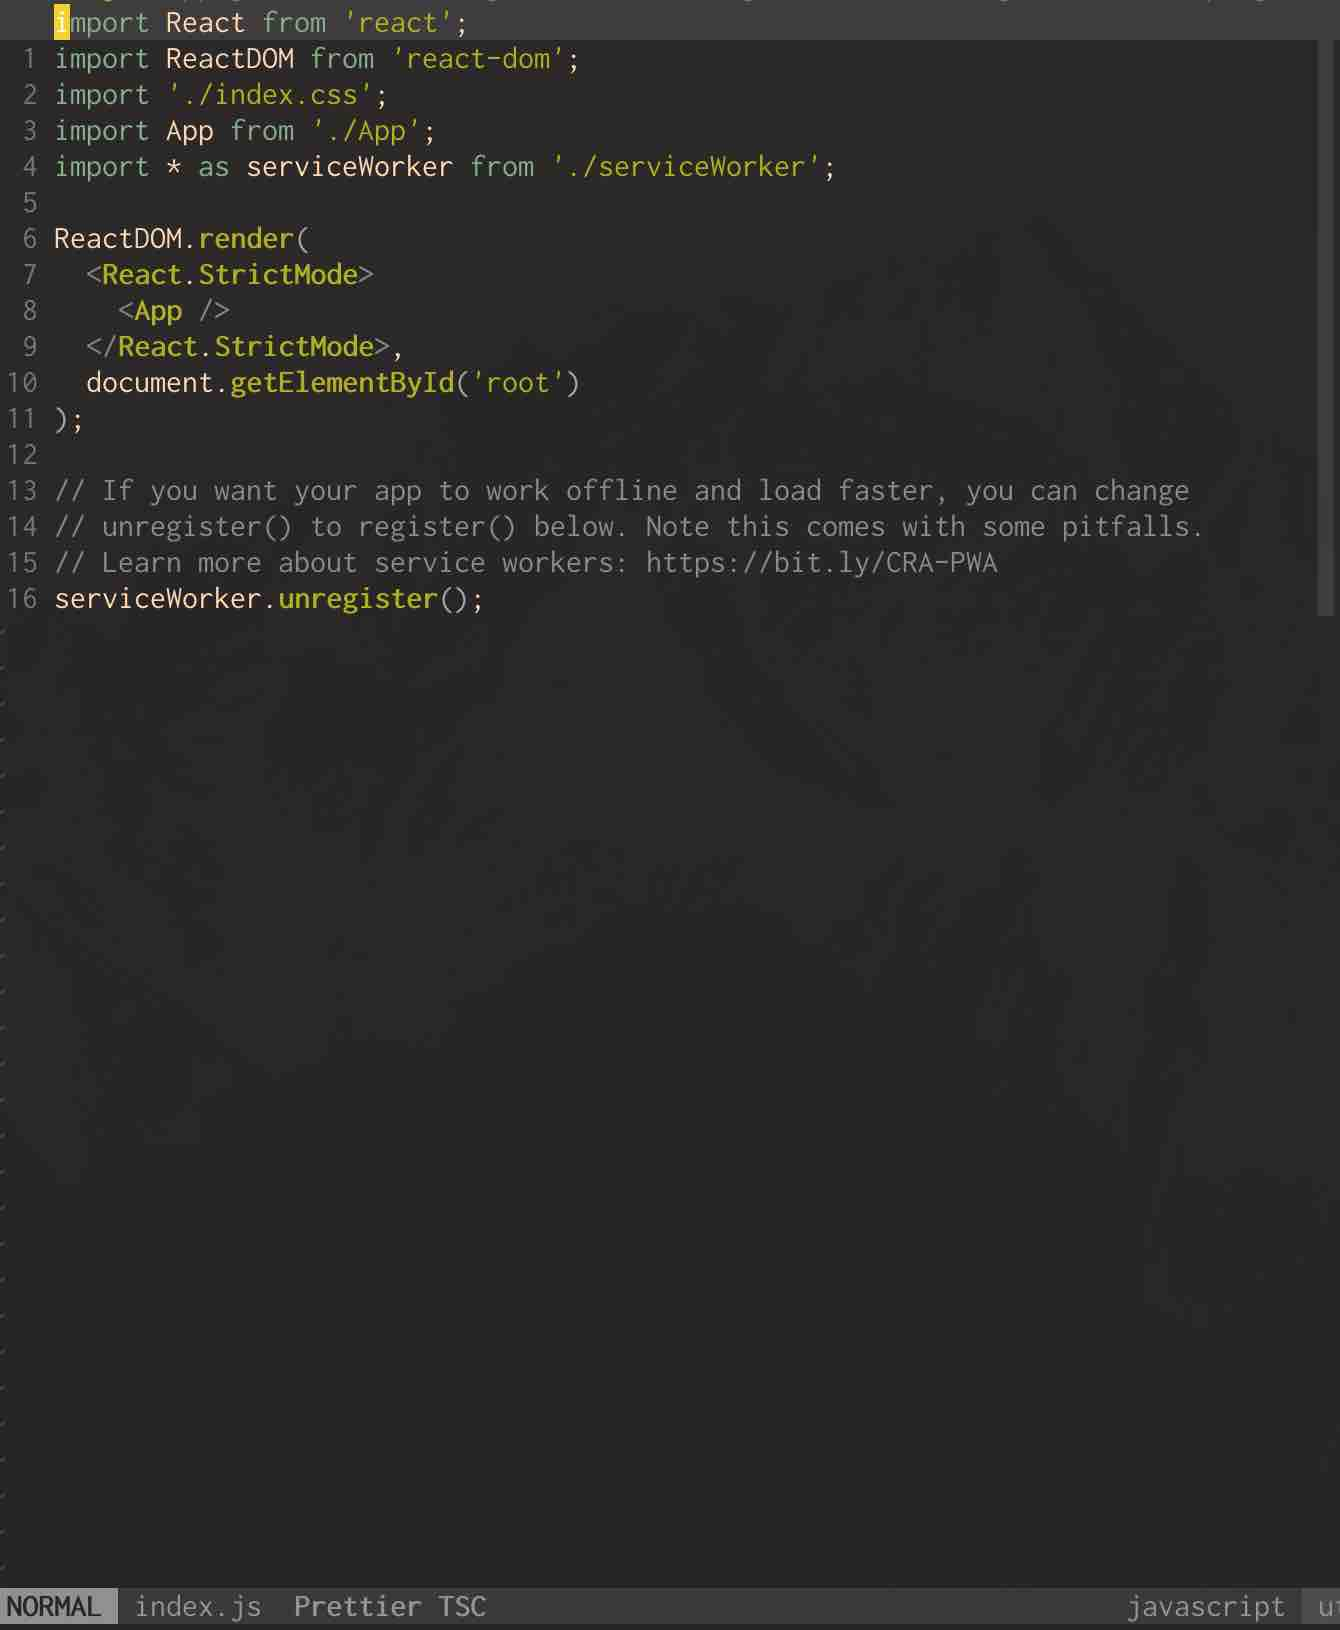 import React from 'react';
1 import ReactDOM from 'react-dom';
2 import './index.css';
3 import App from './App';
4 import * as serviceWorker from './serviceWorker';
5
6 ReactDOM.render(
7   <React.StrictMode>
8     <App />
9   </React.StrictMode>,
10   document.getElementById('root')
11 );
12
13 // If you want your app to work offline and load faster, you can change
14 // unregister() to register() below. Note this comes with some pitfalls.
15 // Learn more about service workers: https://bit.ly/CRA-PWA
16 serviceWorker.unregister();
NORMAL index.js Prettier TSC javascript